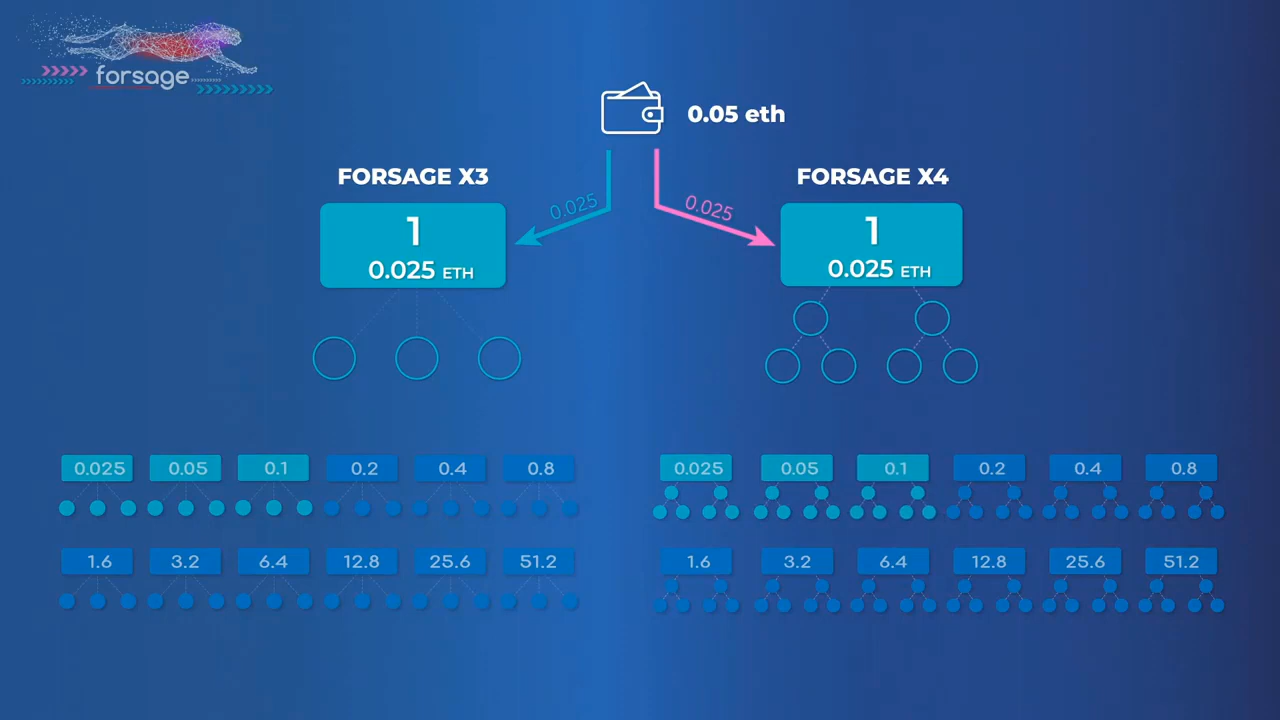 forsage
0.05 eth
FORSAGE X3
FORSAGE X4
0.025
0.025
1
0.025 ETH
1
0.025 ETH
0.025 0.05 0.1 0.2 0.4 0.8
0.025 0.05 0.1 0.2 0.4 0.8
1.6 3.2 6.4 12.8 25.6 51.2
1.6 3.2 6.4 12.8 25.6 51.2